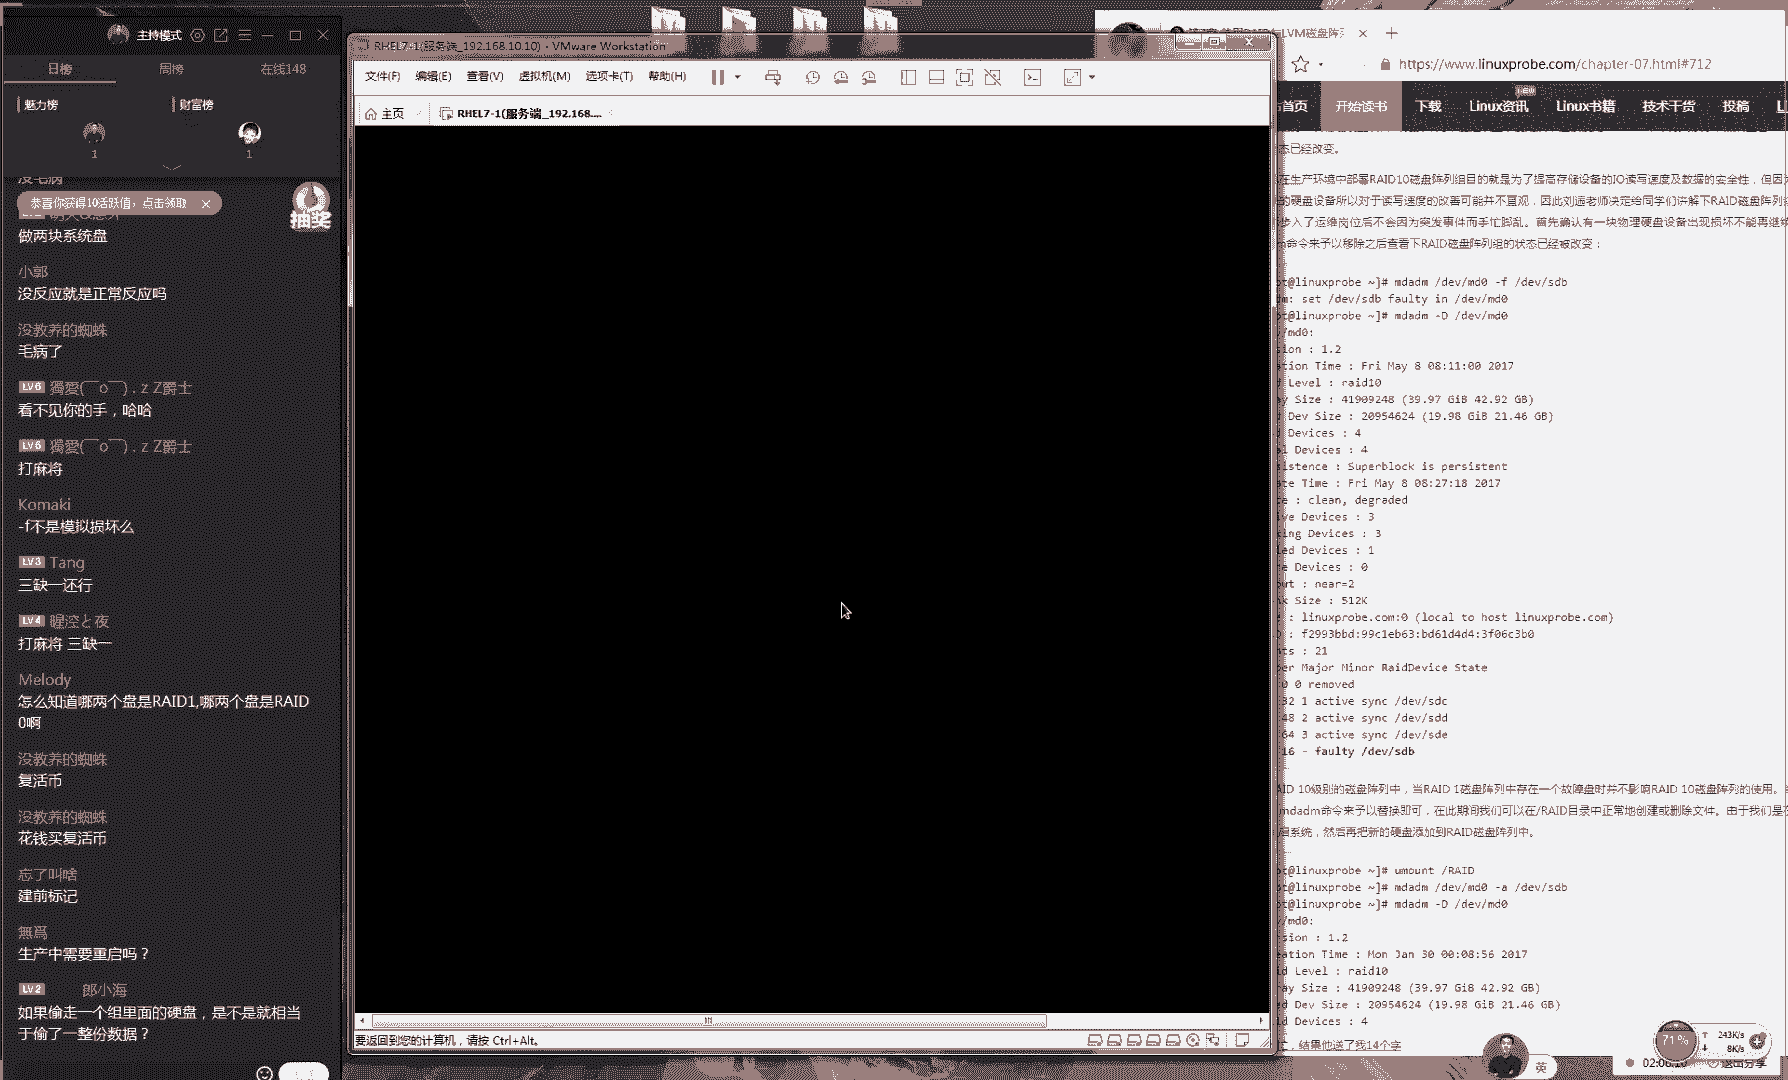 主持模式
日榜 周榜 在线148
魅力榜 财富榜
1 1
恭喜你获得10活跃值，点击领取
抽奖
做两块系统盘
小郭
没反应就是正常反应吗
没教养的蜘蛛
毛病了
LV6
看不见你的手，哈哈
LV6
打麻将
Komaki
-f不是模拟损坏么
LV3 Tang
三缺一还行
LV4
打麻将 三缺一
Melody
怎么知道哪两个盘是RAID1,哪两个盘是RAID
0啊
没教养的蜘蛛
复活币
没教养的蜘蛛
花钱买复活币
忘了叫啥
建前标记
無爲
生产中需要重启吗？
LV2 郎小海
如果偷走一个组里面的硬盘，是不是就相当
于偷了一整份数据？
RHEL7-1(服务端_192.168.10.10) - VMware Workstation
文件(F) 编辑(E) 查看(V) 虚拟机(M) 选项卡(T) 帮助(H)
主页 RHEL7-1(服务端_192.168....
要返回到您的计算机，请按 Ctrl+Alt。
LVM磁盘阵
https://www.linuxprobe.com/chapter-07.html#712
首页 开始读书 下载 Linux资讯 Linux书籍 技术干货 投稿
NEW
态已经改变。
在生产环境中部署RAID10磁盘阵列组目的就是为了提高存储设备的IO读写速度及数据的安全性，但因
的硬盘设备所以对于读写速度的改善可能并不直观，因此刘遄老师决定给同学们讲解下RAID磁盘阵列
步入了运维岗位后不会因为突发事件而手忙脚乱。首先确认有一块物理硬盘设备出现损坏不能再继续
命令来予以移除之后查看下RAID磁盘阵列组的状态已经被改变：
t@linuxprobe ~]# mdadm /dev/md0 -f /dev/sdb
m: set /dev/sdb faulty in /dev/md0
t@linuxprobe ~]# mdadm -D /dev/md0
/md0:
sion : 1.2
tion Time : Fri May 8 08:11:00 2017
d Level : raid10
y Size : 41909248 (39.97 GiB 42.92 GB)
Dev Size : 20954624 (19.98 GiB 21.46 GB)
d Devices : 4
l Devices : 4
istence : Superblock is persistent
te Time : Fri May 8 08:27:18 2017
e : clean, degraded
ve Devices : 3
ing Devices : 3
ed Devices : 1
e Devices : 0
ut : near=2
nk Size : 512K
: linuxprobe.com:0 (local to host linuxprobe.com)
: f2993bbd:99c1eb63:bd61d4d4:3f06c3b0
ts : 21
er Major Minor RaidDevice State
0 0 removed
32 1 active sync /dev/sdc
48 2 active sync /dev/sdd
64 3 active sync /dev/sde
16 - faulty /dev/sdb
AID 10级别的磁盘阵列中，当RAID 1磁盘阵列中存在一个故障盘时并不影响RAID 10磁盘阵列的使用。
mdadm命令来予以替换即可，在此期间我们可以在/RAID目录中正常地创建或删除文件。由于我们是
启系统，然后再把新的硬盘添加到RAID磁盘阵列中。
t@linuxprobe ~]# umount /RAID
t@linuxprobe ~]# mdadm /dev/md0 -a /dev/sdb
t@linuxprobe ~]# mdadm -D /dev/md0
/md0:
sion : 1.2
ation Time : Mon Jan 30 00:08:56 2017
d Level : raid10
ray Size : 41909248 (39.97 GiB 42.92 GB)
ed Dev Size : 20954624 (19.98 GiB 21.46 GB)
d Devices : 4
，结果他送了我14个字
71%
243K/s
8K/s
英
退出分享